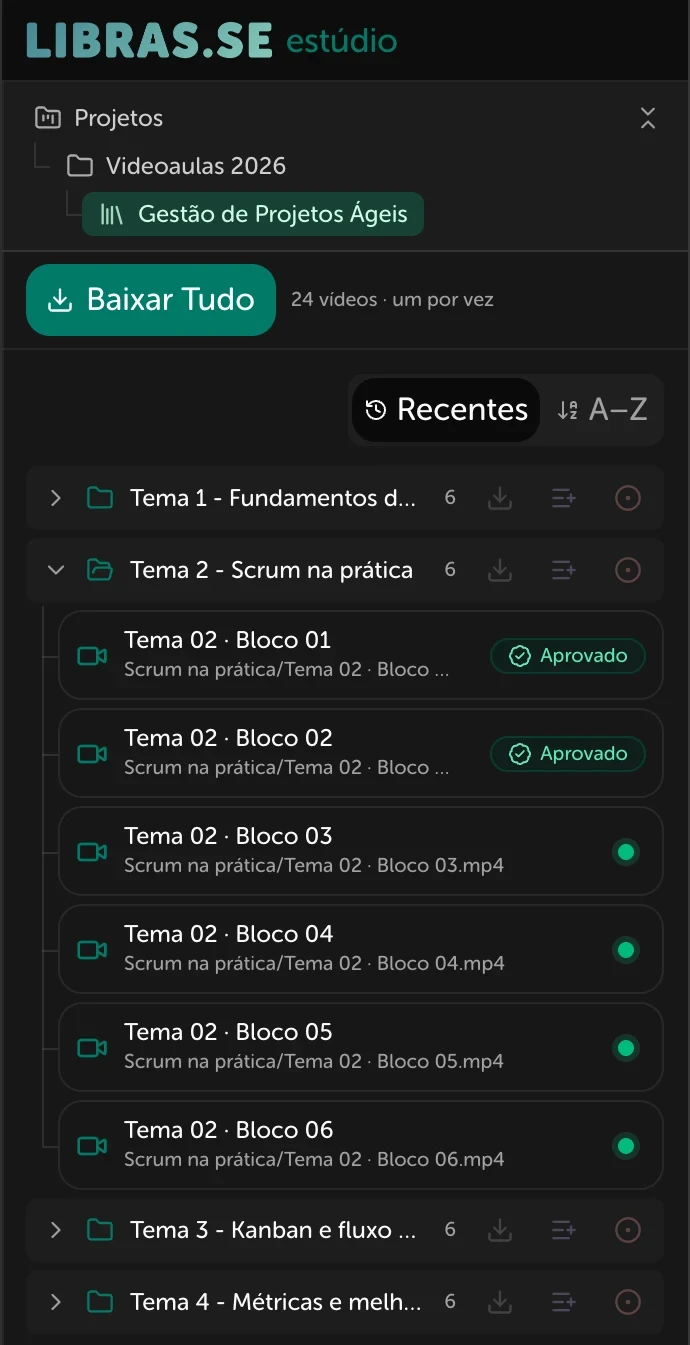 LIBRAS.SE estúdio
Projetos
Videoaulas 2026
Gestão de Projetos Ágeis
Baixar Tudo
24 vídeos · um por vez
Recentes
A–Z
Tema 1 - Fundamentos d... 6
Tema 2 - Scrum na prática 6
Tema 02 · Bloco 01
Scrum na prática/Tema 02 · Bloco ...
Aprovado
Tema 02 · Bloco 02
Scrum na prática/Tema 02 · Bloco ...
Aprovado
Tema 02 · Bloco 03
Scrum na prática/Tema 02 · Bloco 03.mp4
Tema 02 · Bloco 04
Scrum na prática/Tema 02 · Bloco 04.mp4
Tema 02 · Bloco 05
Scrum na prática/Tema 02 · Bloco 05.mp4
Tema 02 · Bloco 06
Scrum na prática/Tema 02 · Bloco 06.mp4
Tema 3 - Kanban e fluxo ... 6
Tema 4 - Métricas e melh... 6